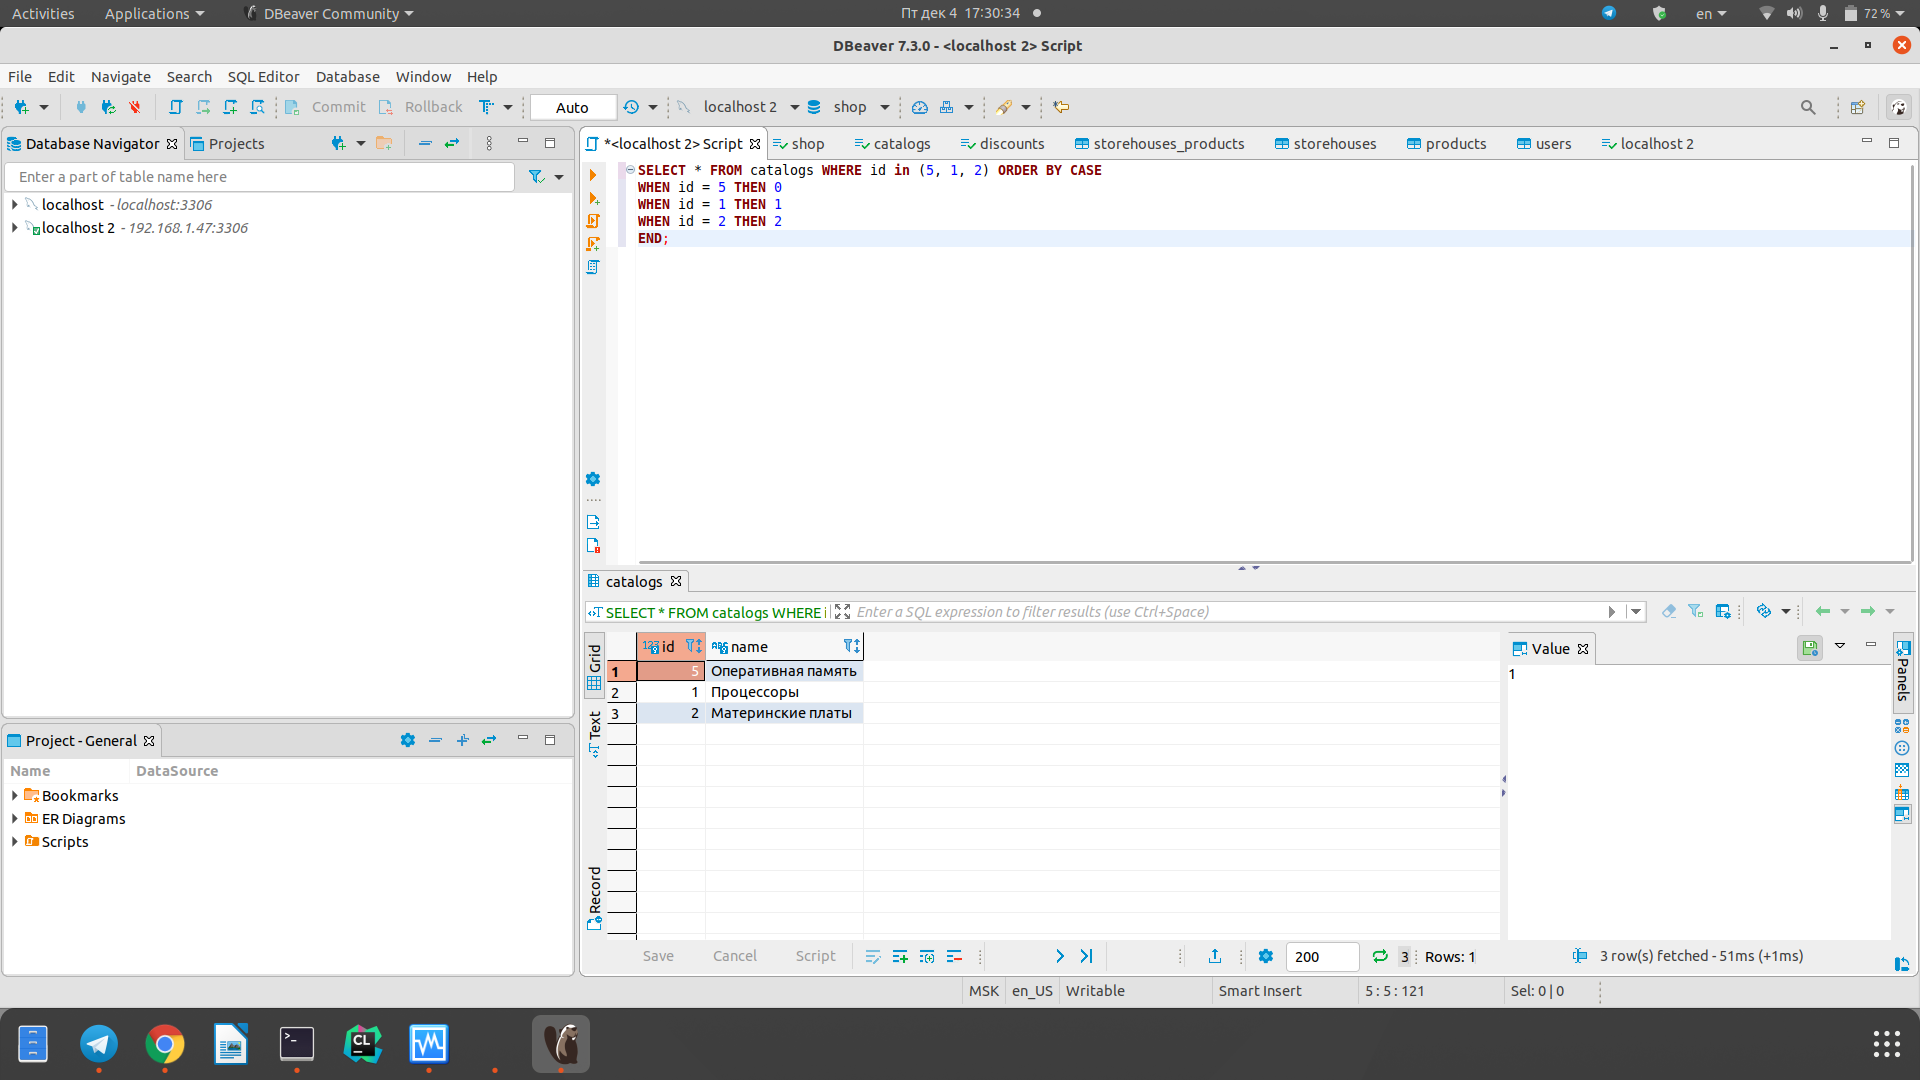 Activities Applications DBeaver Community Пт дек 4 17:30:34 en 72 %
DBeaver 7.3.0 - <localhost 2> Script
File Edit Navigate Search SQL Editor Database Window Help
Commit Rollback Auto localhost 2 shop
Database Navigator Projects
*<localhost 2> Script shop catalogs discounts storehouses_products storehouses products users localhost 2
Enter a part of table name here
localhost - localhost:3306
localhost 2 - 192.168.1.47:3306
SELECT * FROM catalogs WHERE id in (5, 1, 2) ORDER BY CASE
WHEN id = 5 THEN 0
WHEN id = 1 THEN 1
WHEN id = 2 THEN 2
END;
Project - General
Name DataSource
Bookmarks
ER Diagrams
Scripts
catalogs
SELECT * FROM catalogs WHERE Enter a SQL expression to filter results (use Ctrl+Space)
Grid
Text
Record
123 id ABC name
1 5 Оперативная память
2 1 Процессоры
3 2 Материнские платы
Value
1
Panels
Save Cancel Script 200 3 Rows: 1 3 row(s) fetched - 51ms (+1ms)
MSK en_US Writable Smart Insert 5 : 5 : 121 Sel: 0 | 0
CL